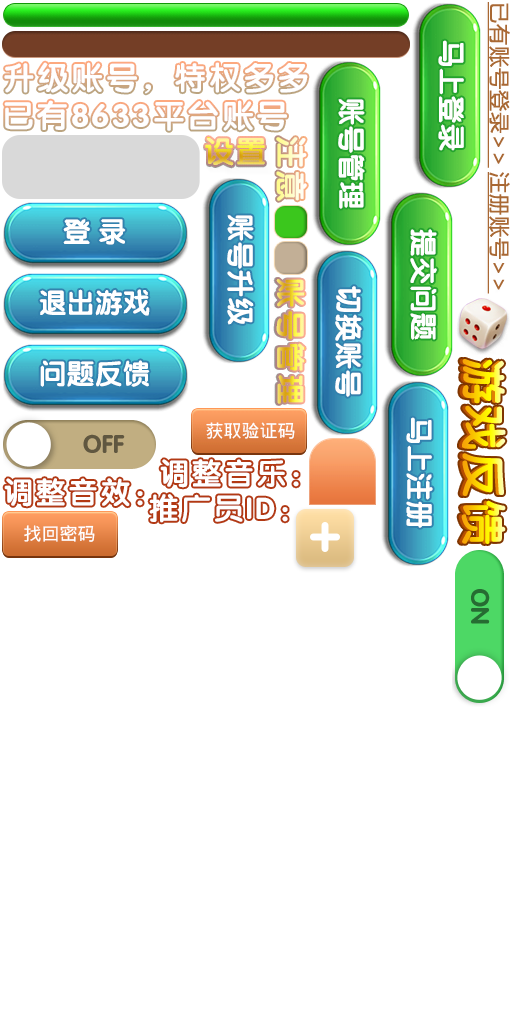 升级账号，特权多多
已有8633平台账号
设置
注意
账号管理
马上登录
已有账号登录>>
注册账号>>
登 录
账号升级
提交问题
退出游戏
账号管理
切换账号
问题反馈
游戏反馈
获取验证码
马上注册
OFF
调整音乐：
调整音效：
推广员ID：
找回密码
ON